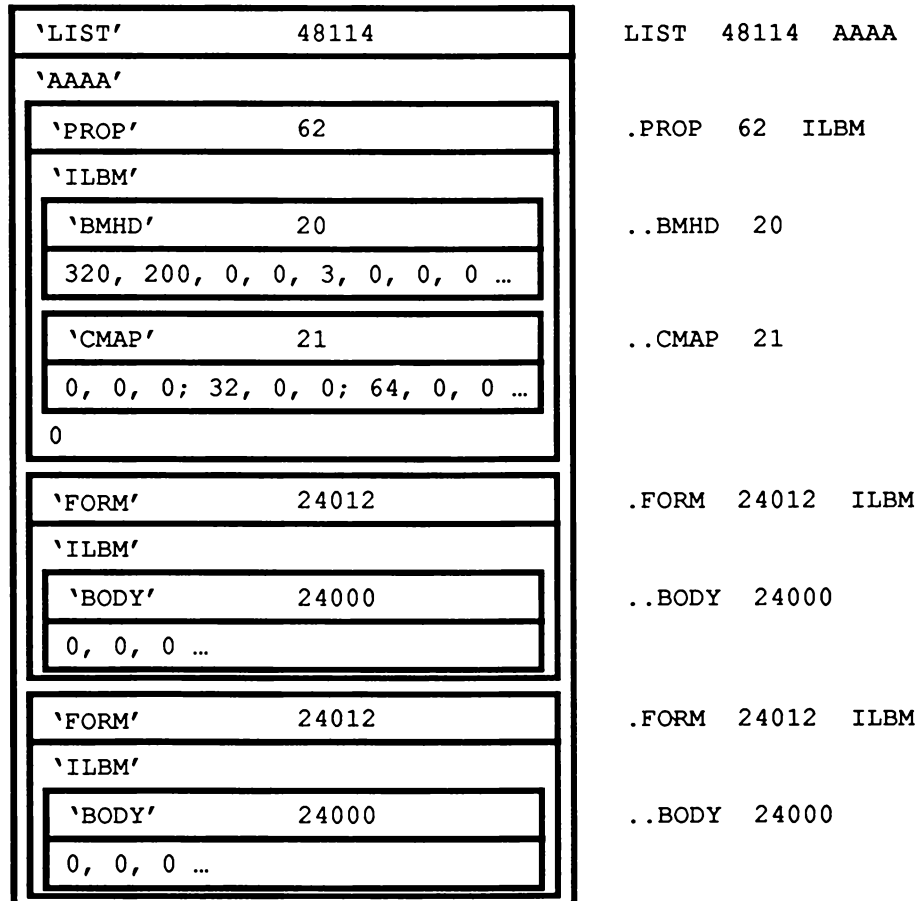 ‵LIST′ 48114 LIST 48114 AAAA
‵AAAA′
‵PROP′ 62 .PROP 62 ILBM
‵ILBM′
‵BMHD′ 20 ..BMHD 20
320, 200, 0, 0, 3, 0, 0, 0 …
‵CMAP′ 21 ..CMAP 21
0, 0, 0; 32, 0, 0; 64, 0, 0 …
0
‵FORM′ 24012 .FORM 24012 ILBM
‵ILBM′
‵BODY′ 24000 ..BODY 24000
0, 0, 0 …
‵FORM′ 24012 .FORM 24012 ILBM
‵ILBM′
‵BODY′ 24000 ..BODY 24000
0, 0, 0 …